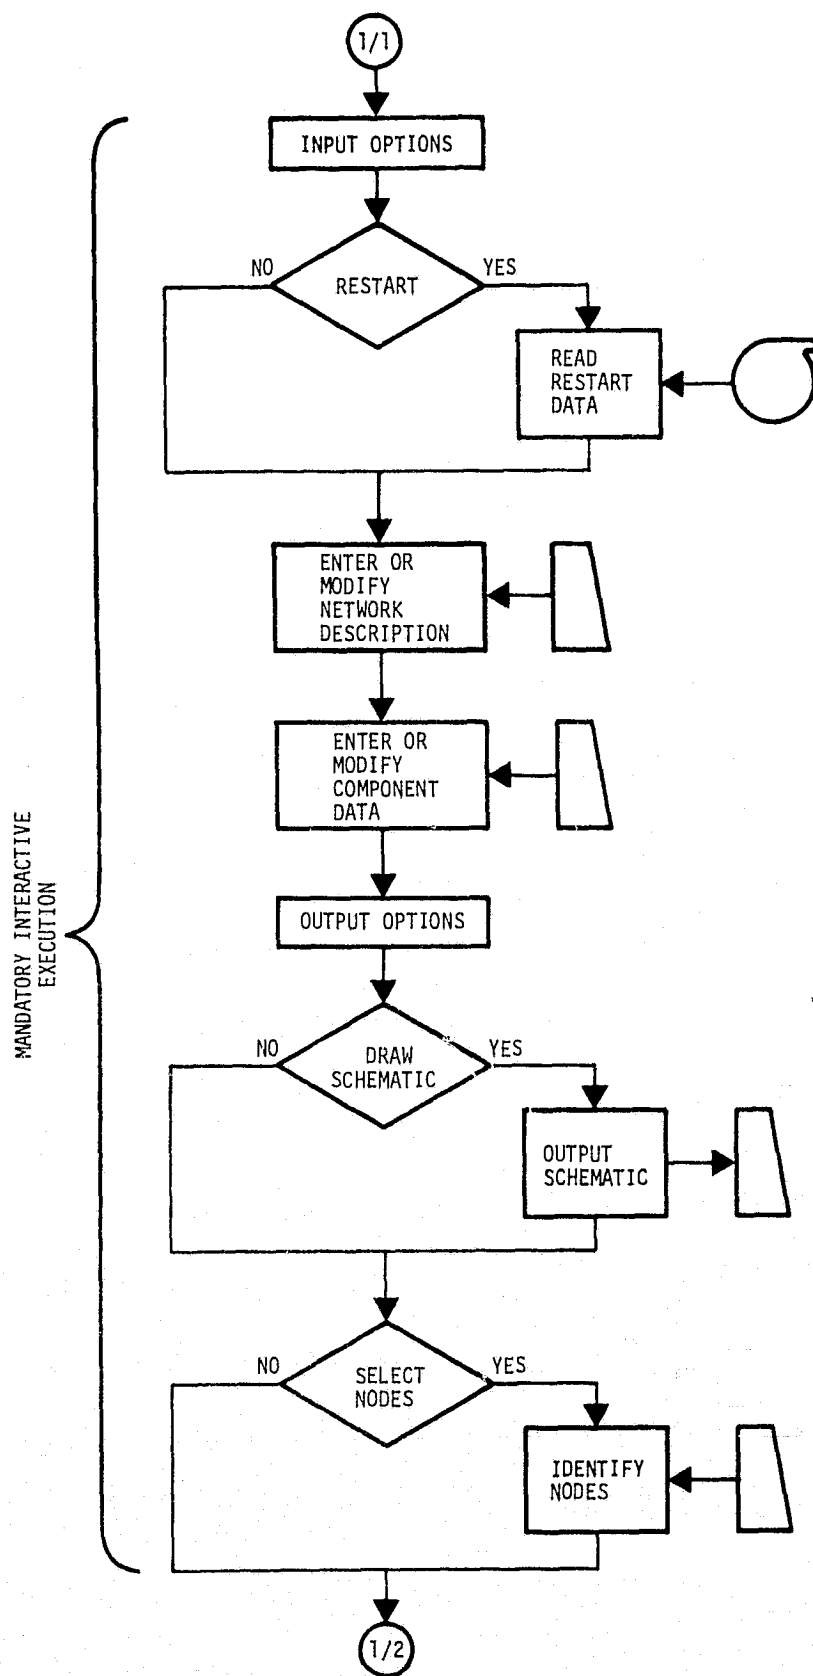 1/1
INPUT OPTIONS
NO
YES
RESTART
READ
RESTART
DATA
ENTER OR
MODIFY
NETWORK
DESCRIPTION
ENTER OR
MODIFY
COMPONENT
DATA
MANDATORY INTERACTIVE
EXECUTION
OUTPUT OPTIONS
NO
YES
DRAW
SCHEMATIC
OUTPUT
SCHEMATIC
NO
YES
SELECT
NODES
IDENTIFY
NODES
1/2